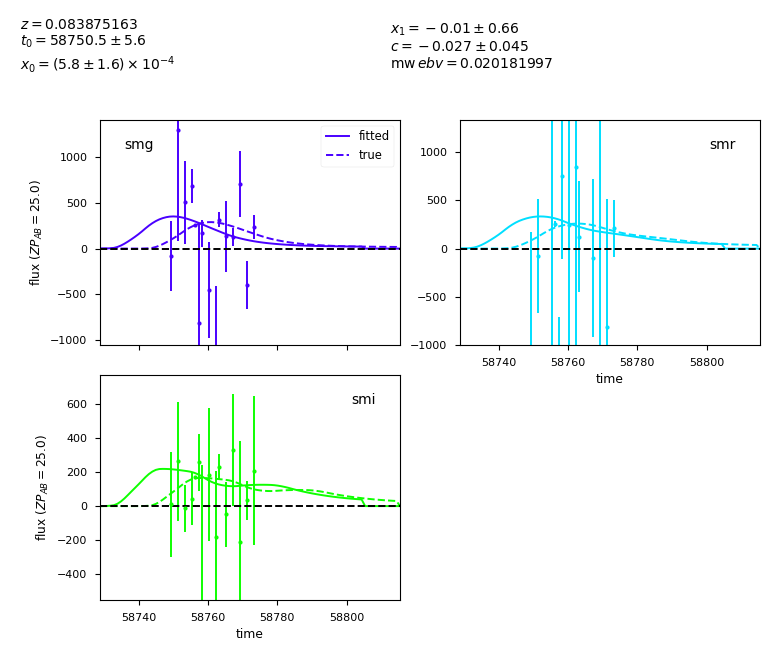 z = 0.083875163
t₀ = 58750.5 ± 5.6
x₀ = (5.8 ± 1.6) × 10⁻⁴
x₁ = −0.01 ± 0.66
c = −0.027 ± 0.045
mw ebv = 0.020181997
smg
fitted
true
1000
500
0
−500
−1000
flux (ZP_AB = 25.0)
smr
1000
500
0
−500
−1000
58740 58760 58780 58800
time
smi
600
400
200
0
−200
−400
flux (ZP_AB = 25.0)
58740 58760 58780 58800
time